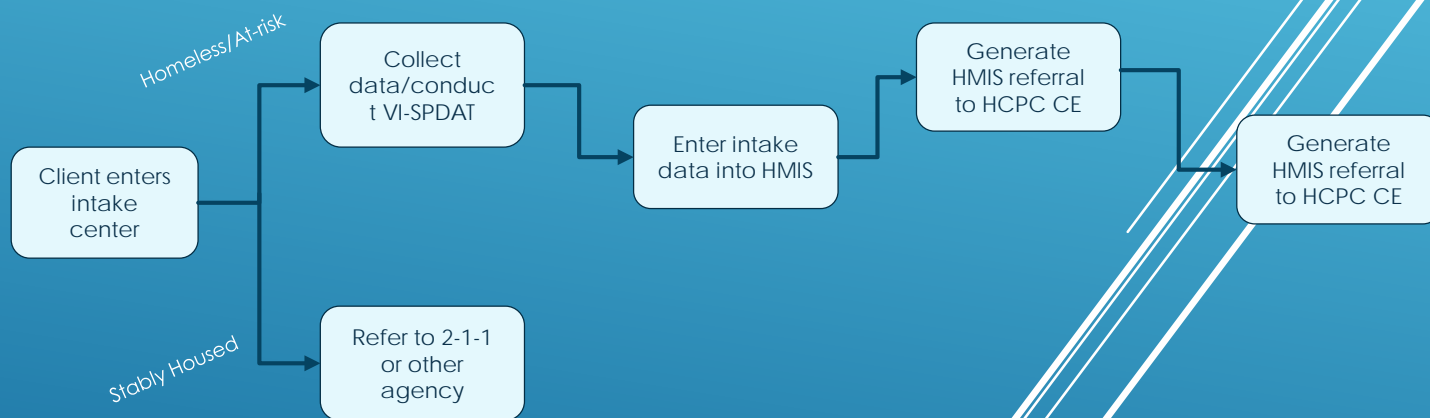 Homeless/At-risk
Collect
data/conduc
t VI-SPDAT
Generate
HMIS referral
to HCPC CE
Enter intake
data into HMIS
Generate
HMIS referral
to HCPC CE
Client enters
intake
center
Refer to 2-1-1
or other
agency
Stably Housed